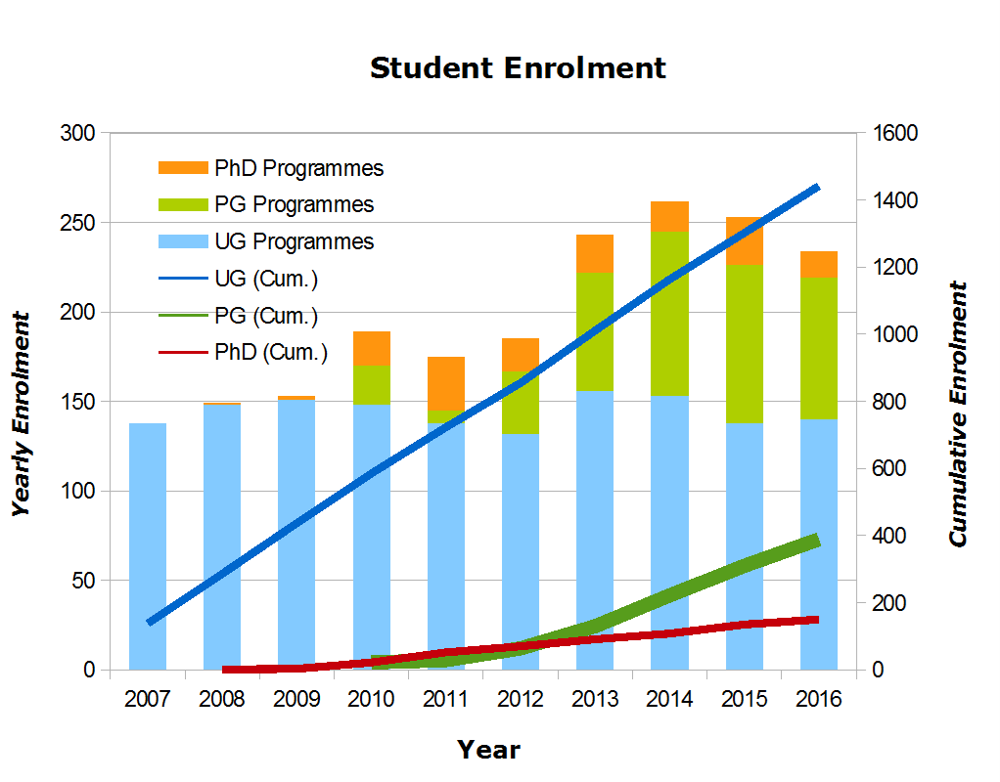 Student Enrolment
300
250
200
150
100
50
0
1600
1400
1200
1000
800
600
400
200
0
PhD Programmes
PG Programmes
UG Programmes
UG (Cum.)
PG (Cum.)
PhD (Cum.)
Yearly Enrolment
Cumulative Enrolment
2007 2008 2009 2010 2011 2012 2013 2014 2015 2016
Year